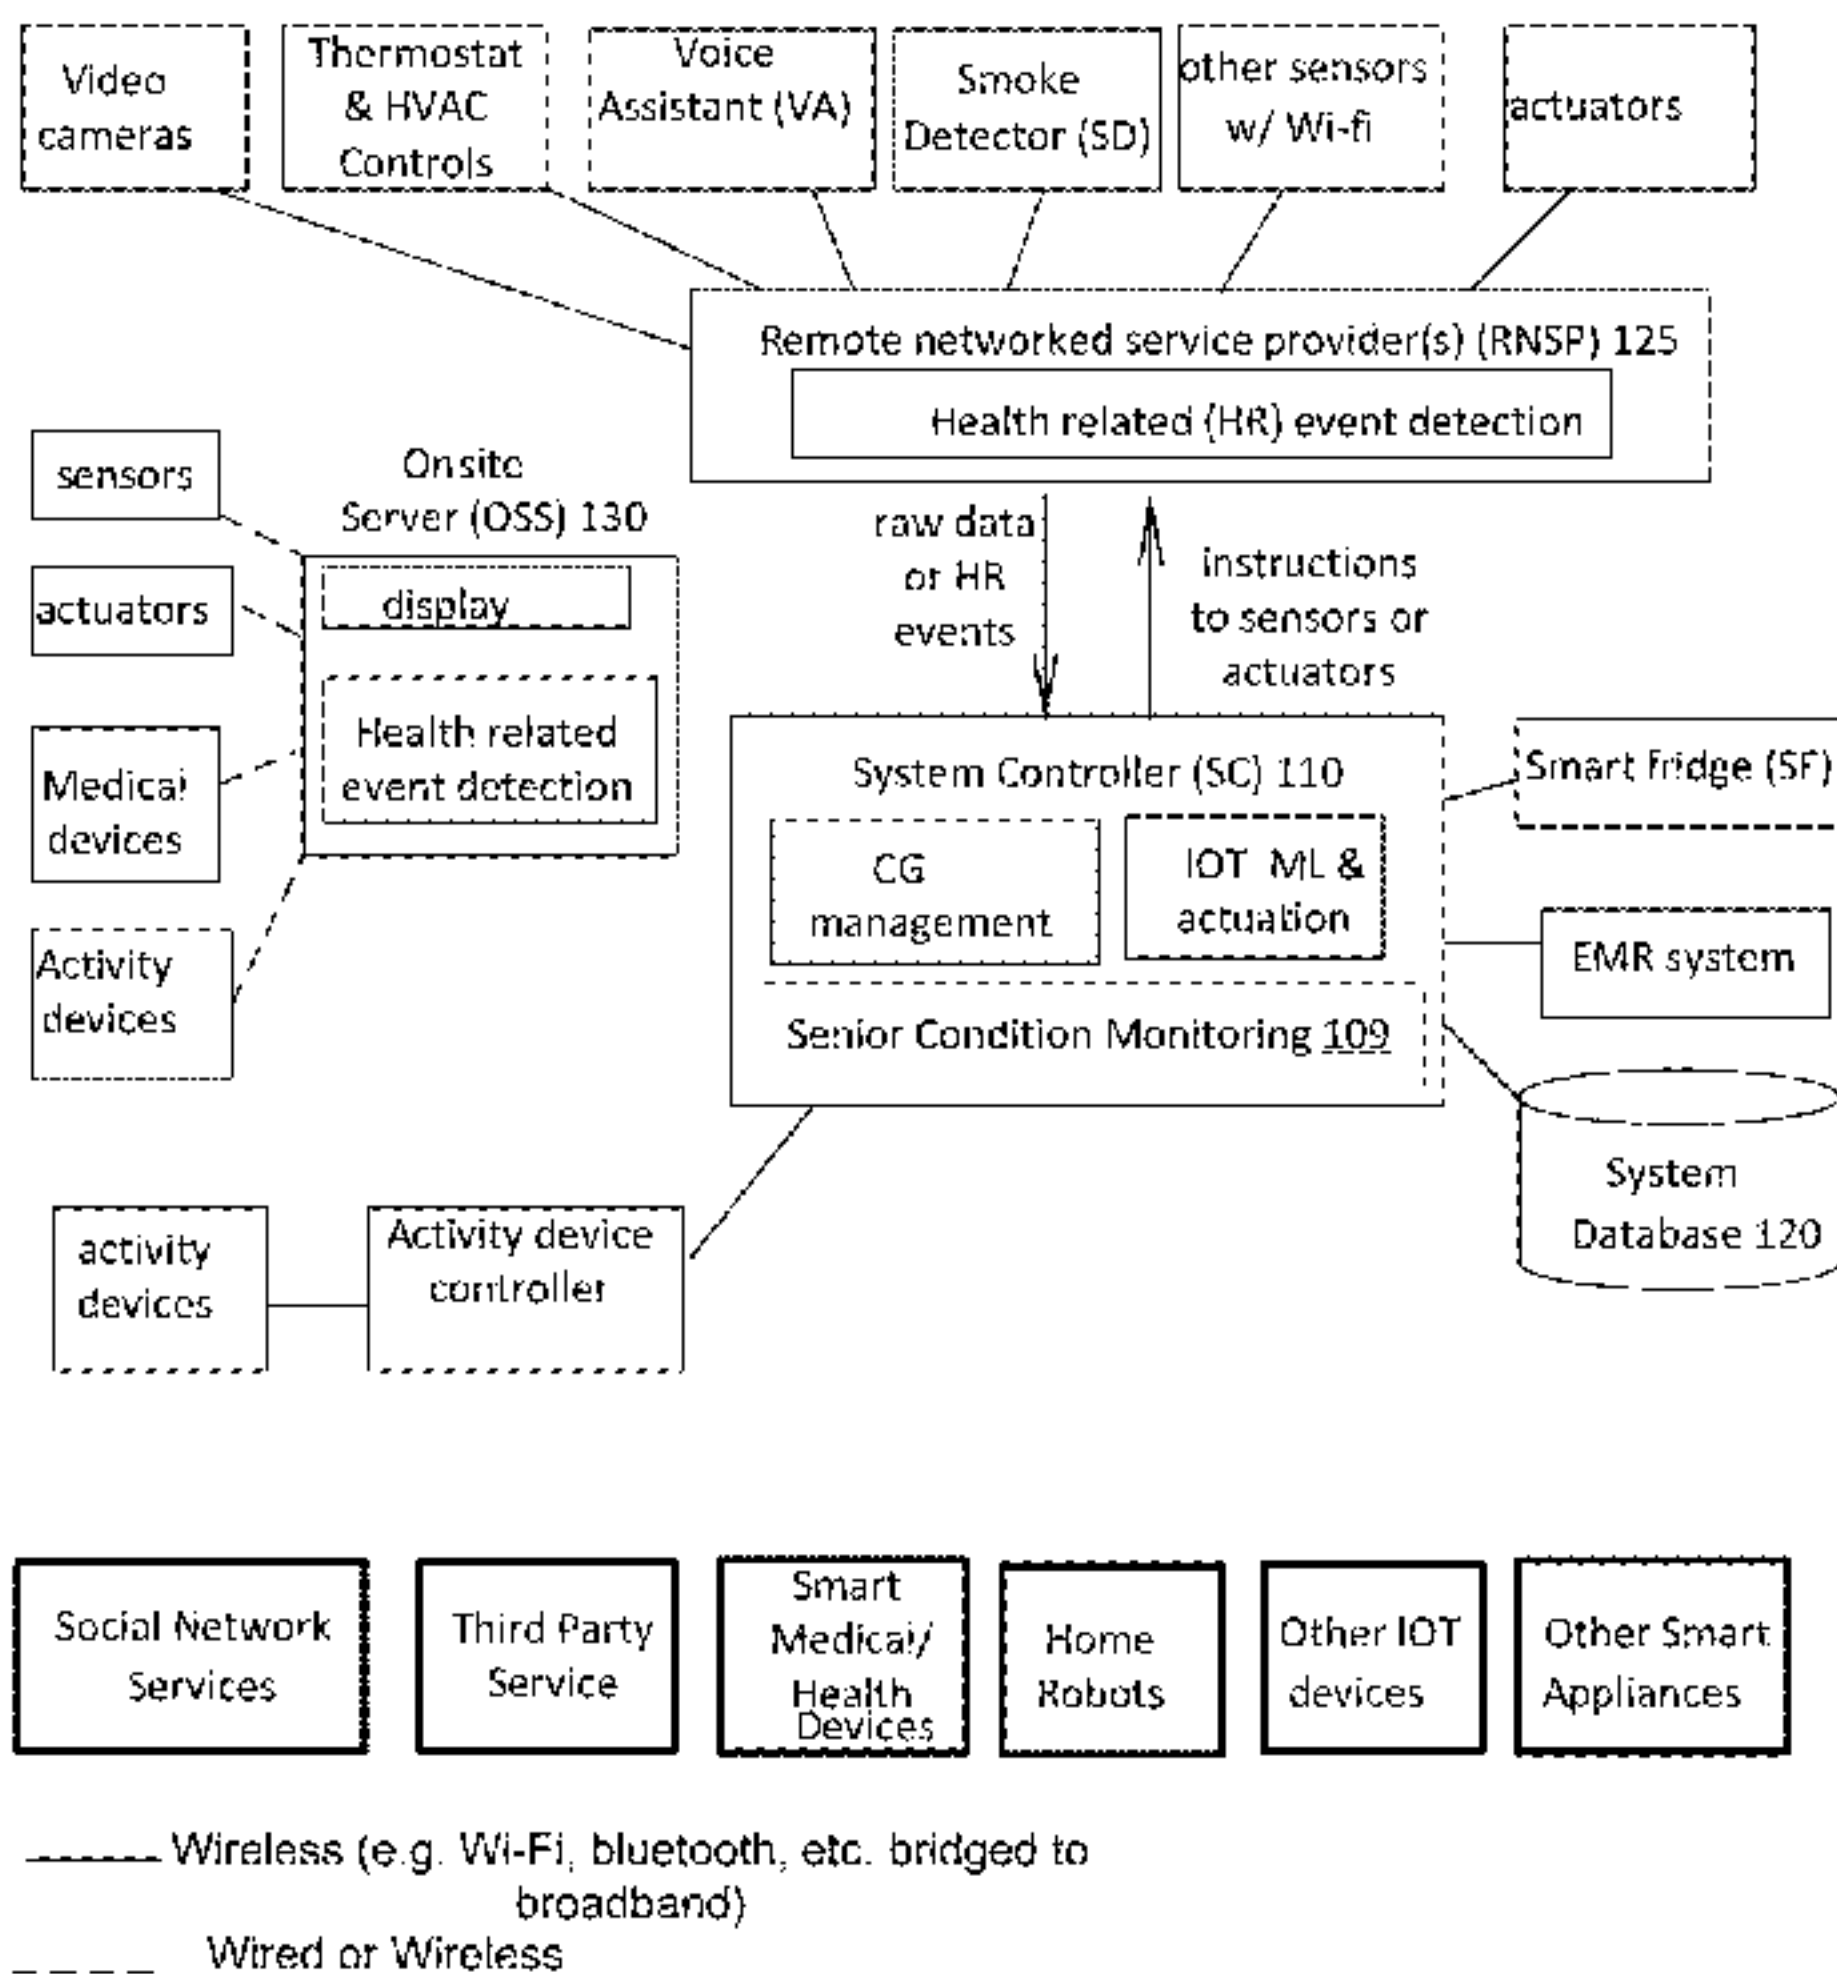 Video
cameras
Thermostat
& HVAC
Controls
Voice
Assistant (VA)
Smoke
Detector (SD)
other sensors
w/ Wi-fi
actuators
Remote networked service provider(s) (RNSP) 125
Health related (HR) event detection
sensors
actuators
Medical
devices
Activity
devices
Onsite
Server (OSS) 130
display
Health related
event detection
raw data
or HR
events
instructions
to sensors or
actuators
System Controller (SC) 110
CG
management
IOT ML &
actuation
Senior Condition Monitoring 109
Smart fridge (SF)
EMR system
System
Database 120
activity
devices
Activity device
controller
Social Network
Services
Third Party
Service
Smart
Medical/
Health
Devices
Home
Robots
Other IOT
devices
Other Smart
Appliances
Wireless (e.g. Wi-Fi, bluetooth, etc. bridged to
broadband)
Wired or Wireless